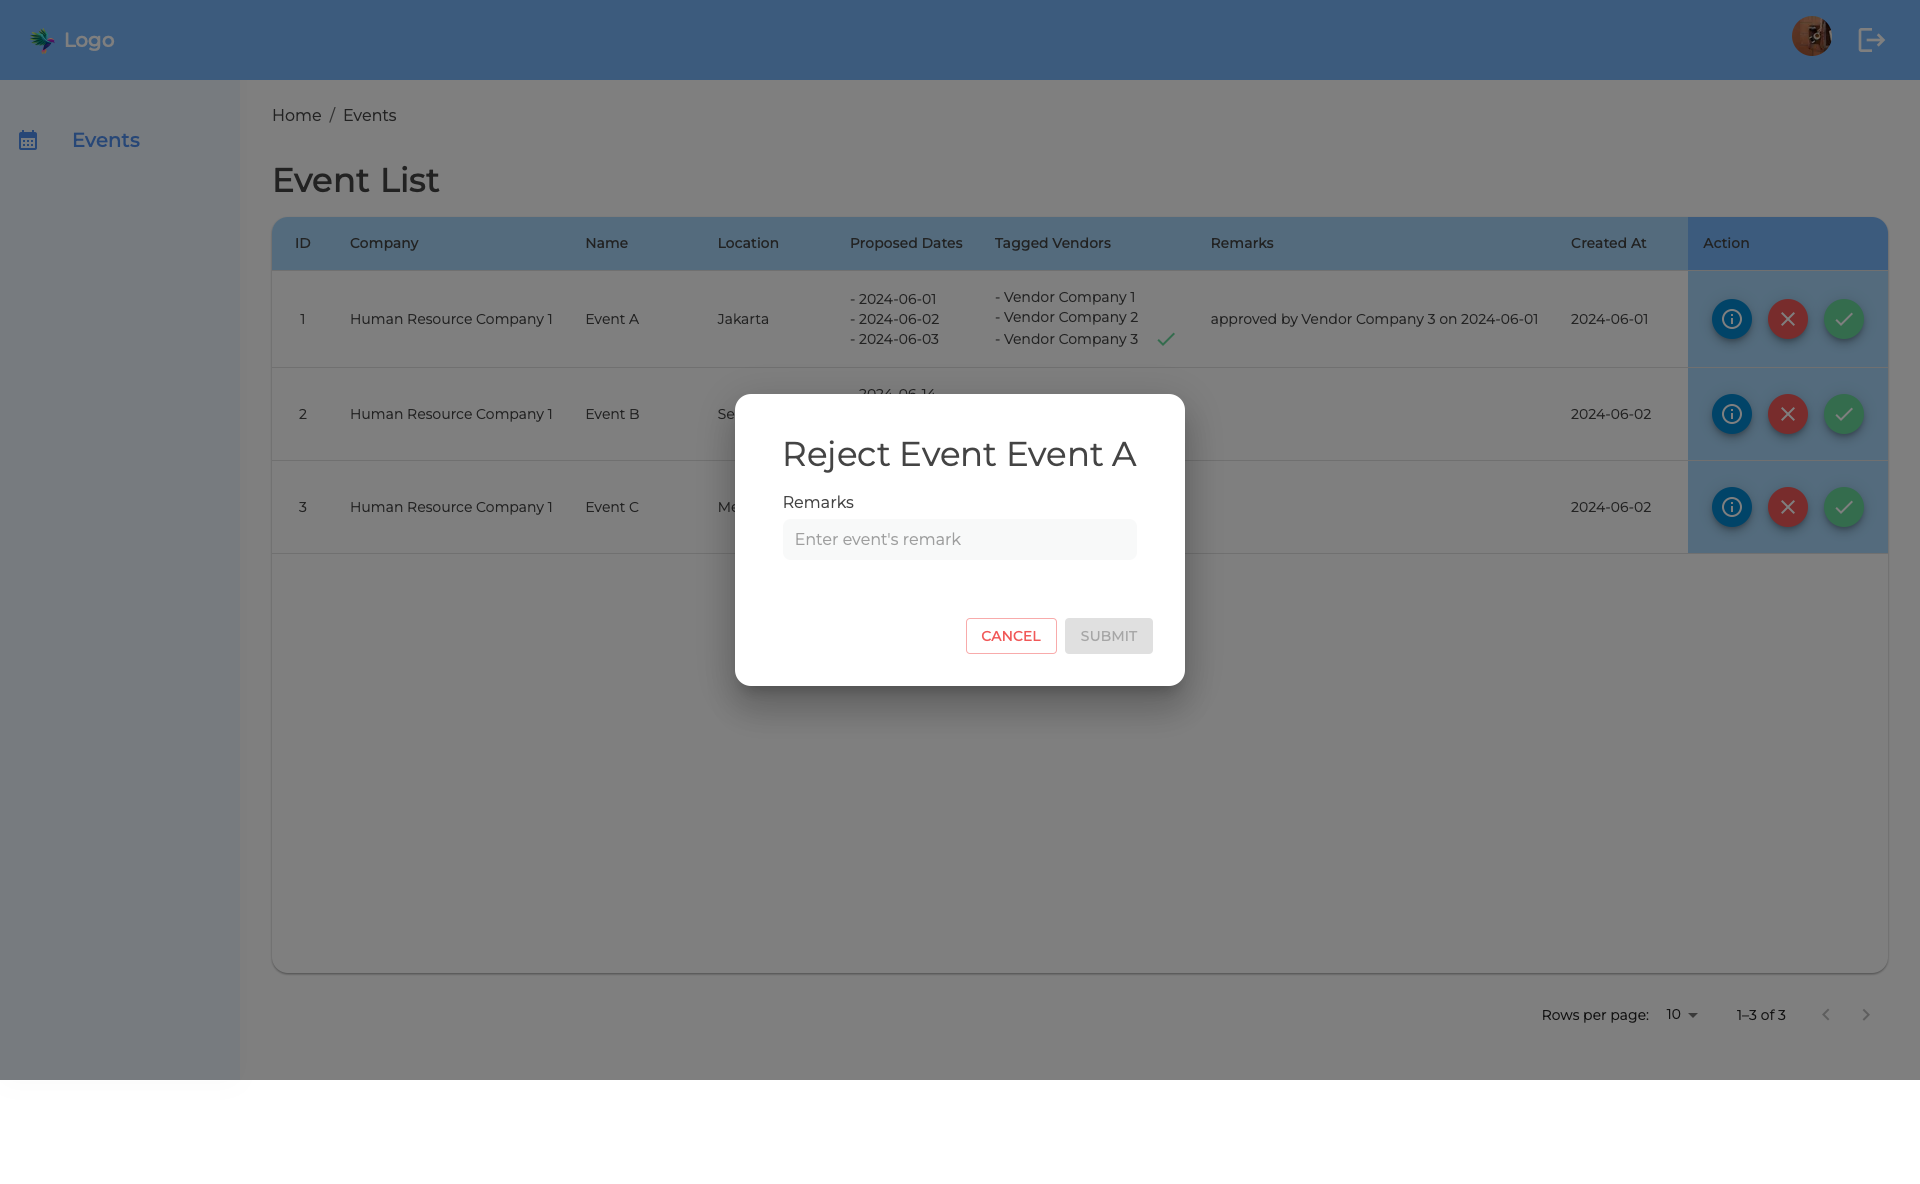 Logo
Home / Events
Events
Event List
ID Company Name Location Proposed Dates Tagged Vendors Remarks Created At Action
1 Human Resource Company 1 Event A Jakarta - 2024-06-01 - Vendor Company 1 approved by Vendor Company 3 on 2024-06-01 2024-06-01
- 2024-06-02 - Vendor Company 2
- 2024-06-03 - Vendor Company 3
2 Human Resource Company 1 Event B Se 2024-06-02
3 Human Resource Company 1 Event C Me 2024-06-02
Reject Event Event A
Remarks
Enter event's remark
CANCEL SUBMIT
Rows per page: 10 1–3 of 3